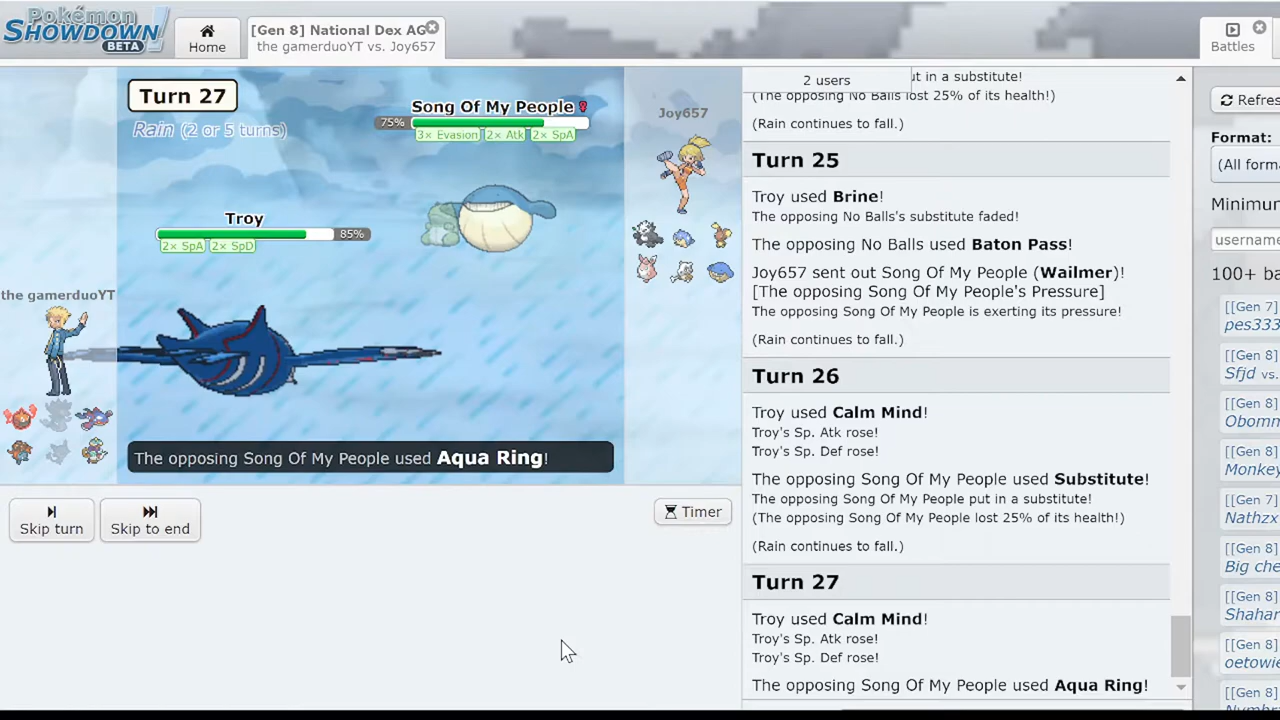 Pokémon
SHOWDOWN
BETA
Home
[Gen 8] National Dex AG
the gamerduoYT vs. Joy657
Battles
Turn 27
Rain (2 or 5 turns)
Song Of My People
75%
3× Evasion 2× Atk 2× SpA
Troy
85%
2× SpA 2× SpD
Joy657
the gamerduoYT
The opposing Song Of My People used Aqua Ring!
Skip turn
Skip to end
Timer
2 users
ut in a substitute!
(The opposing No Balls lost 25% of its health!)
(Rain continues to fall.)
Turn 25
Troy used Brine!
The opposing No Balls's substitute faded!
The opposing No Balls used Baton Pass!
Joy657 sent out Song Of My People (Wailmer)!
[The opposing Song Of My People's Pressure]
The opposing Song Of My People is exerting its pressure!
(Rain continues to fall.)
Turn 26
Troy used Calm Mind!
Troy's Sp. Atk rose!
Troy's Sp. Def rose!
The opposing Song Of My People used Substitute!
The opposing Song Of My People put in a substitute!
(The opposing Song Of My People lost 25% of its health!)
(Rain continues to fall.)
Turn 27
Troy used Calm Mind!
Troy's Sp. Atk rose!
Troy's Sp. Def rose!
The opposing Song Of My People used Aqua Ring!
Refres
Format:
(All forma
Minimum
username
100+ ba
[[Gen 7]
pes333
[[Gen 8]
Sfjd vs.
[[Gen 8]
Obomm
[[Gen 8]
Monkey
[[Gen 7]
Nathzx
[[Gen 8]
Big che
[[Gen 8]
Shahar
[[Gen 8]
oetowie
[[Gen 8]